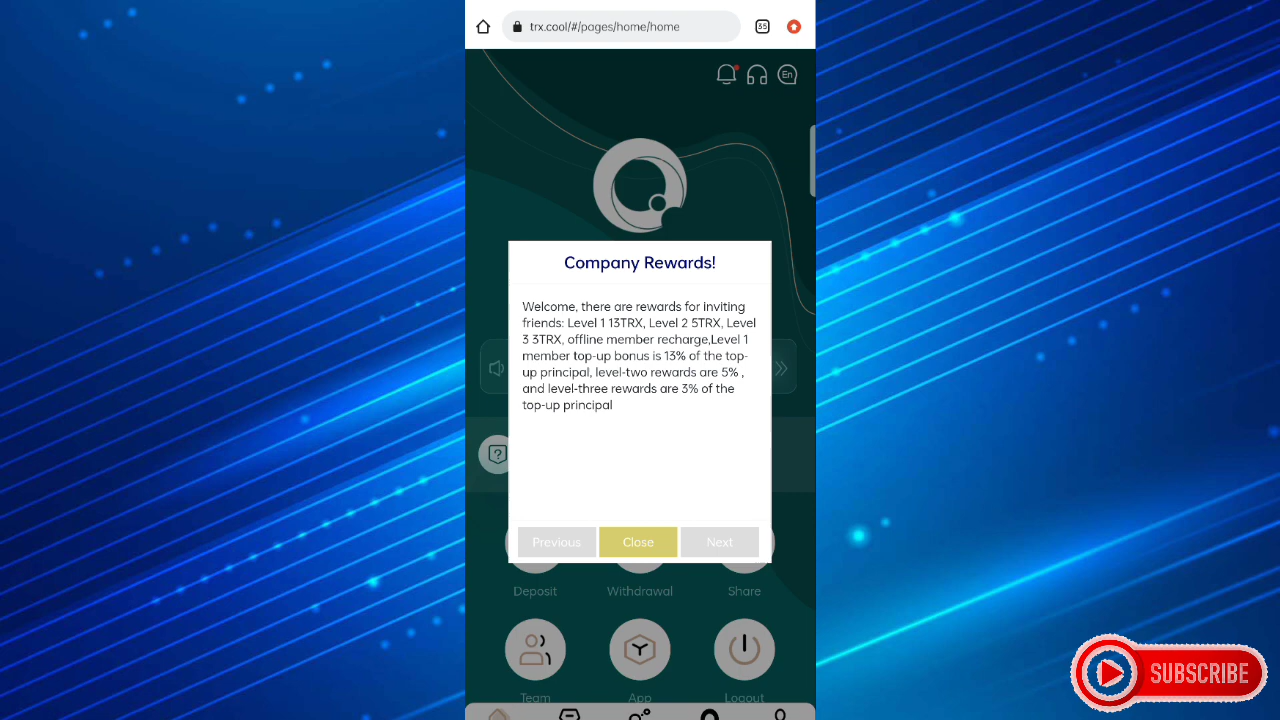 trx.cool/#/pages/home/home
35
En
Company Rewards!
Welcome, there are rewards for inviting
friends: Level 1 13TRX, Level 2 5TRX, Level
3 3TRX, offline member recharge,Level 1
member top-up bonus is 13% of the top-
up principal, level-two rewards are 5% ,
and level-three rewards are 3% of the
top-up principal
Previous
Close
Next
Deposit
Withdrawal
Share
Team
App
Logout
SUBSCRIBE